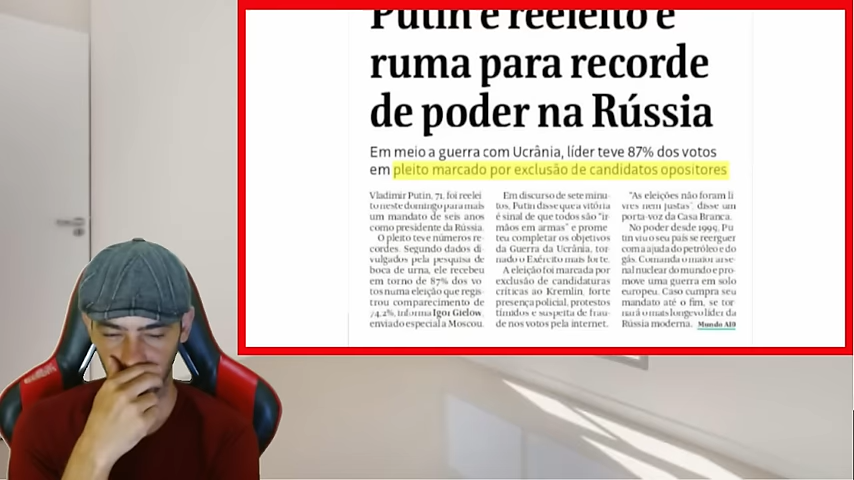 Putin é reeleito e
ruma para recorde
de poder na Rússia
Em meio a guerra com Ucrânia, líder teve 87% dos votos
em pleito marcado por exclusão de candidatos opositores
Vladimir Putin, 71, foi reelei
to neste domingo para mais
um mandato de seis anos
como presidente da Rússia.
O pleito teve números re-
cordes. Segundo dados di-
vulgados pela pesquisa de
boca de urna, ele recebeu
em torno de 87% dos vo-
tos numa eleição que regis-
trou comparecimento de
74,2%, informa Igor Gielow,
enviado especial a Moscou.
Em discurso de sete minu-
tos, Putin disse que a vitória
é sinal de que todos são "ir-
mãos em armas" e prome-
teu completar os objetivos
da Guerra da Ucrânia, tor-
nado o Exército mais forte.
A eleição foi marcada por
exclusão de candidaturas
críticas ao Kremlin, forte
presença policial, protestos
tímidos e suspeita de frau-
de nos votos pela internet.
"As eleições não foram li
vres nem justas", disse um
porta-voz da Casa Branca.
No poder desde 1999, Pu
tin viu o seu país se reerguer
com a ajuda do petróleo e do
gás. Comanda o maior arse-
nal nuclear do mundo e pro-
move uma guerra em solo
europeu. Caso cumpra seu
mandato até o fim, se tor-
nará o mais longevo líder da
Rússia moderna. Mundo A10